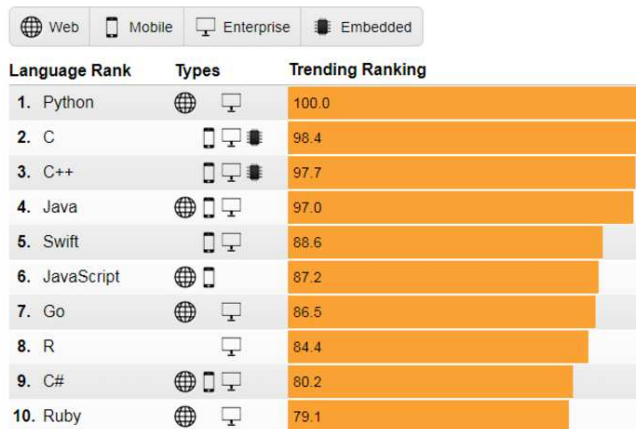 Web Mobile Enterprise Embedded
Language Rank Types Trending Ranking
1. Python 100.0
2. C 98.4
3. C++ 97.7
4. Java 97.0
5. Swift 88.6
6. JavaScript 87.2
7. Go 86.5
8. R 84.4
9. C# 80.2
10. Ruby 79.1